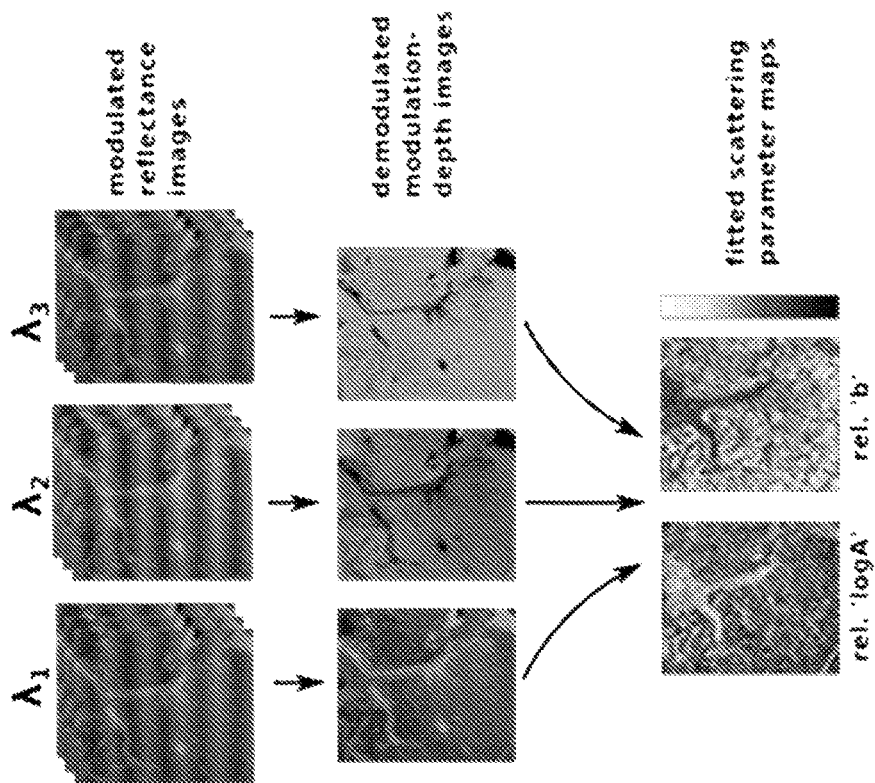 λ1
λ2
λ3
modulated
reflectance
images
demodulated
modulation-
depth images
rel. 'logA'
rel. 'b'
fitted scattering
parameter maps